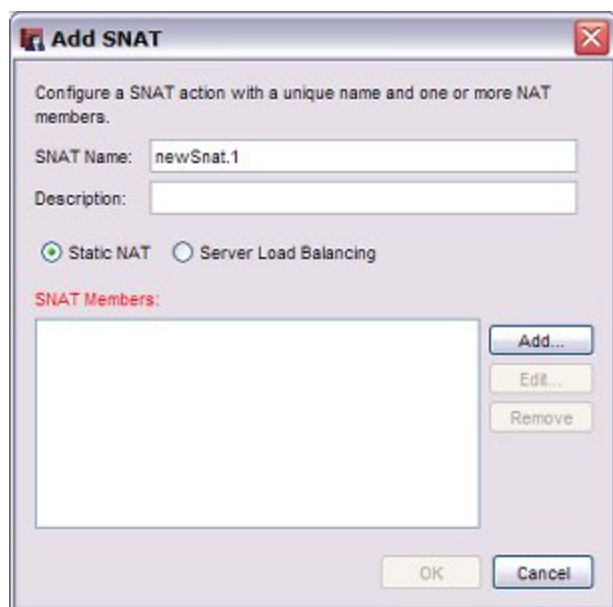 Add SNAT
Configure a SNAT action with a unique name and one or more NAT
members.
SNAT Name: newSnat.1
Description:
Static NAT Server Load Balancing
SNAT Members:
Add...
Edit...
Remove
OK Cancel